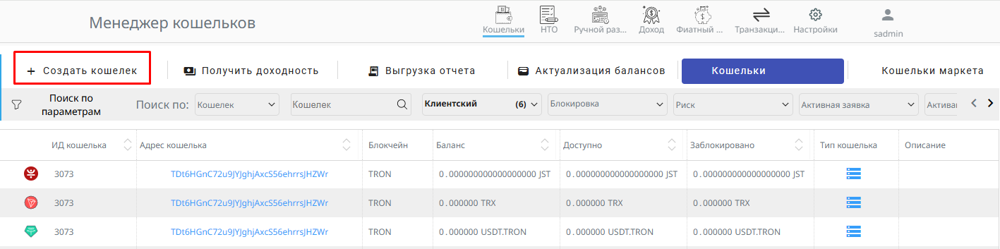 Менеджер кошельков
Кошельки НТО Ручной раз... Доход Фиатный ... Транзакци... Настройки
sadmin
+ Создать кошелек Получить доходность Выгрузка отчета Актуализация балансов Кошельки Кошельки маркета
Поиск по параметрам Поиск по: Кошелек Кошелек Клиентский (6) Блокировка Риск Активная заявка Активац
ИД кошелька Адрес кошелька Блокчейн Баланс Доступно Заблокировано Тип кошелька Описание
3073 TDt6HGnC72u9JYJghjAxcS56ehrrsJHZWr TRON 0.000000000000000000 JST 0.000000000000000000 JST 0.000000000000000000 JST
3073 TDt6HGnC72u9JYJghjAxcS56ehrrsJHZWr TRON 0.000000 TRX 0.000000 TRX 0.000000 TRX
3073 TDt6HGnC72u9JYJghjAxcS56ehrrsJHZWr TRON 0.000000 USDT.TRON 0.000000 USDT.TRON 0.000000 USDT.TRON